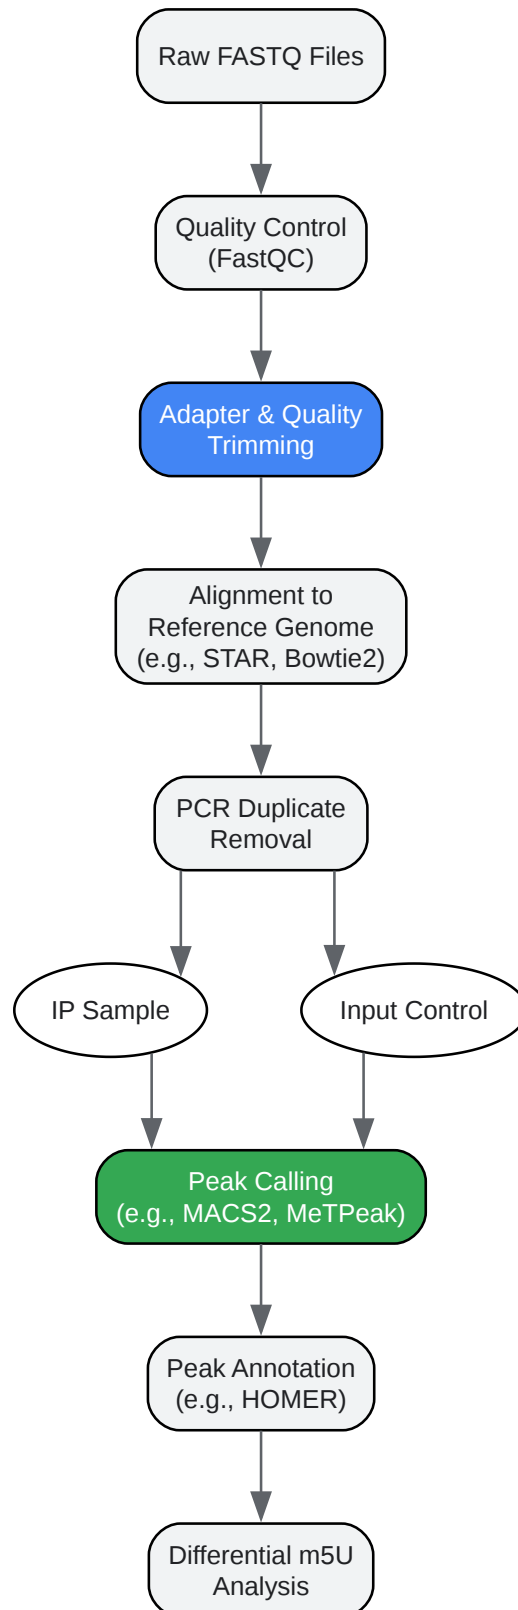 Raw FASTQ Files
Quality Control
(FastQC)
Adapter & Quality
Trimming
Alignment to
Reference Genome
(e.g., STAR, Bowtie2)
PCR Duplicate
Removal
IP Sample
Input Control
Peak Calling
(e.g., MACS2, MeTPeak)
Peak Annotation
(e.g., HOMER)
Differential m5U
Analysis